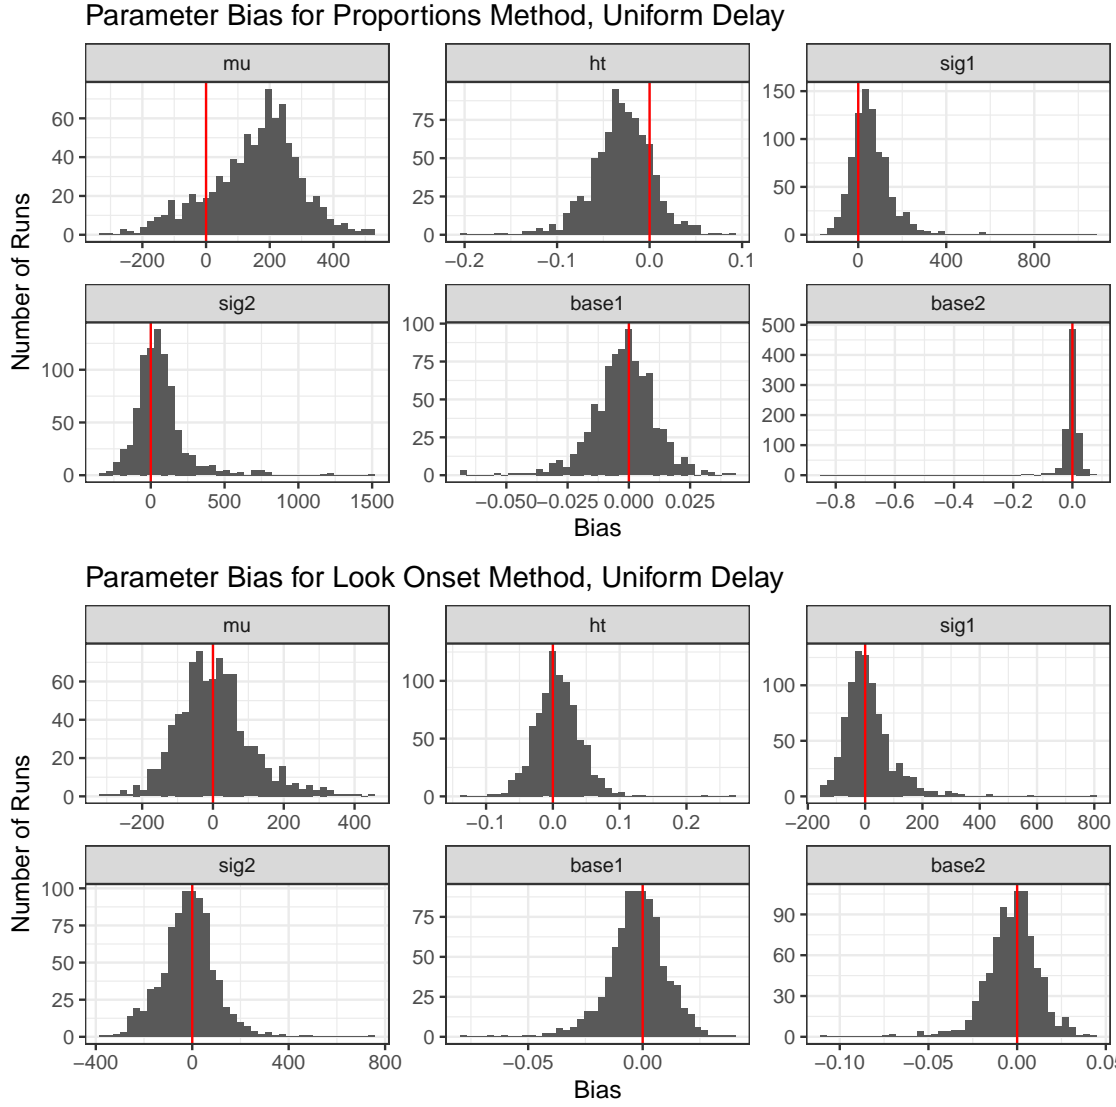 Parameter Bias for Proportions Method, Uniform Delay
mu ht sig1
60 40 20 0
75 50 25 0
150 100 50 0
−200 0 200 400
−0.2 −0.1 0.0 0.1
0 400 800
sig2 base1 base2
100 50 0
100 75 50 25 0
500 400 300 200 100 0
0 500 1000 1500
−0.050 −0.025 0.000 0.025
−0.8 −0.6 −0.4 −0.2 0.0
Number of Runs
Bias
Parameter Bias for Look Onset Method, Uniform Delay
mu ht sig1
60 40 20 0
100 50 0
100 50 0
−200 0 200 400
−0.1 0.0 0.1 0.2
−200 0 200 400 600 800
sig2 base1 base2
100 75 50 25 0
75 50 25 0
90 60 30 0
−400 0 400 800
−0.05 0.00
−0.10 −0.05 0.00
Number of Runs
Bias